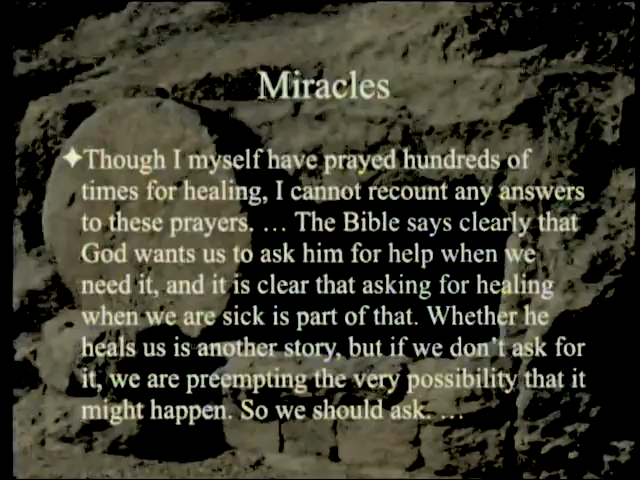 Miracles
✦Though I myself have prayed hundreds of
times for healing, I cannot recount any answers
to these prayers. … The Bible says clearly that
God wants us to ask him for help when we
need it, and it is clear that asking for healing
when we are sick is part of that. Whether he
heals us is another story, but if we don't ask for
it, we are preempting the very possibility that it
might happen. So we should ask. …